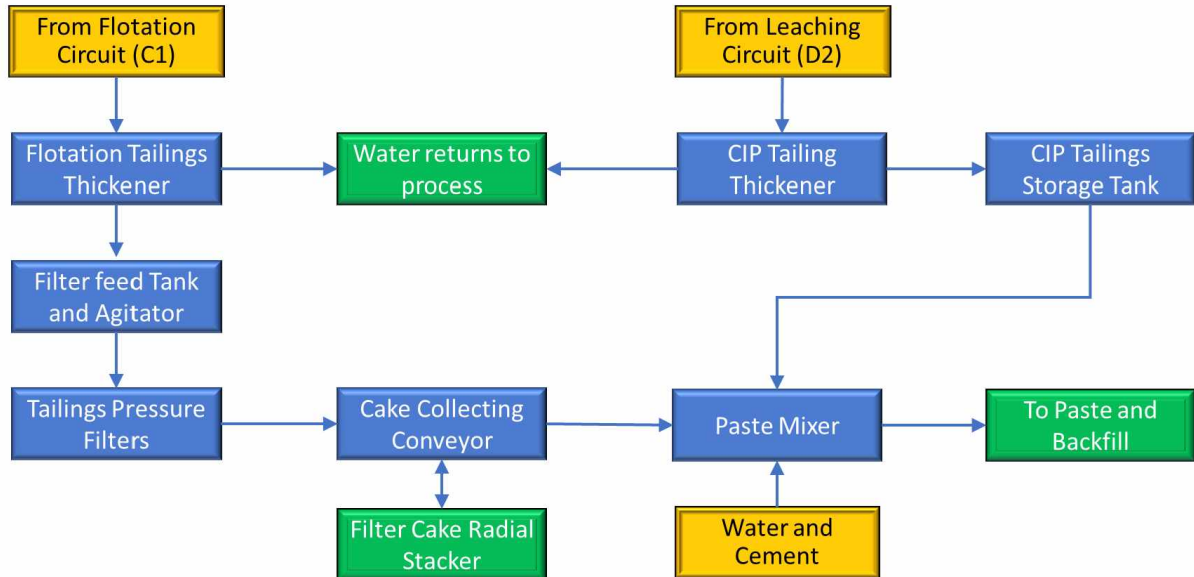 From Flotation
Circuit (C1)
From Leaching
Circuit (D2)
Flotation Tailings
Thickener
Water returns to
process
CIP Tailing
Thickener
CIP Tailings
Storage Tank
Filter feed Tank
and Agitator
Tailings Pressure
Filters
Cake Collecting
Conveyor
Paste Mixer
To Paste and
Backfill
Filter Cake Radial
Stacker
Water and
Cement